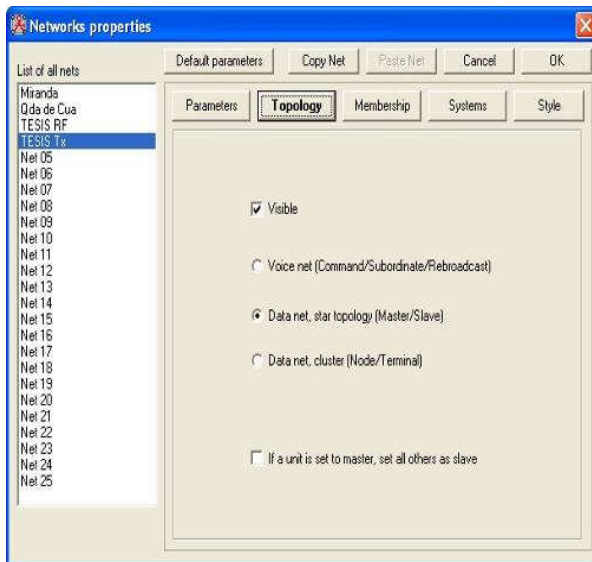 Networks properties
List of all nets
Default parameters
Copy Net
Paste Net
Cancel
OK
Miranda
Qda de Cua
TESIS RF
TESIS Tx
Net 05
Net 06
Net 07
Net 08
Net 09
Net 10
Net 11
Net 12
Net 13
Net 14
Net 15
Net 16
Net 17
Net 18
Net 19
Net 20
Net 21
Net 22
Net 23
Net 24
Net 25
Parameters
Topology
Membership
Systems
Style
Visible
Voice net (Command/Subordinate/Rebroadcast)
Data net, star topology (Master/Slave)
Data net, cluster (Node/Terminal)
If a unit is set to master, set all others as slave